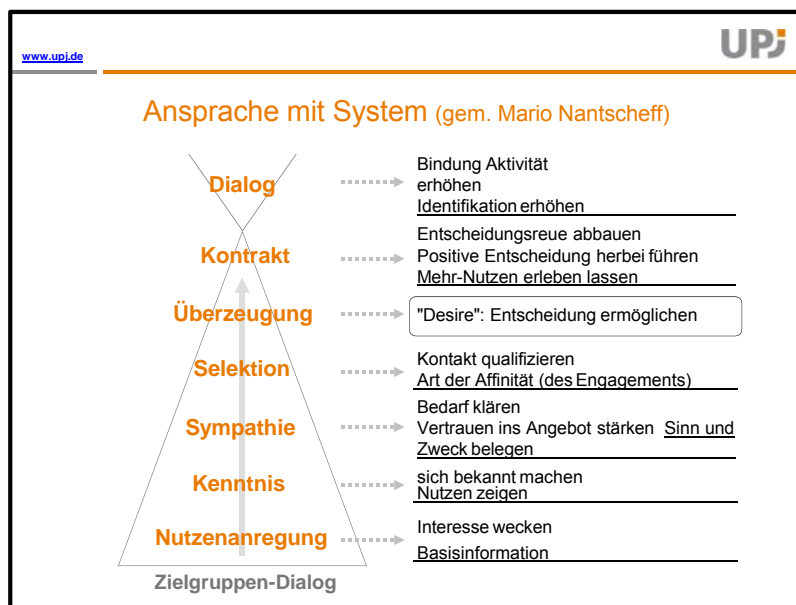 www.upj.de
UPj
Ansprache mit System (gem. Mario Nantscheff)
Dialog
Bindung Aktivität
erhöhen
Identifikation erhöhen
Kontrakt
Entscheidungsreue abbauen
Positive Entscheidung herbei führen
Mehr-Nutzen erleben lassen
Überzeugung
"Desire": Entscheidung ermöglichen
Selektion
Kontakt qualifizieren
Art der Affinität (des Engagements)
Sympathie
Bedarf klären
Vertrauen ins Angebot stärken Sinn und
Zweck belegen
Kenntnis
sich bekannt machen
Nutzen zeigen
Nutzenanregung
Interesse wecken
Basisinformation
Zielgruppen-Dialog